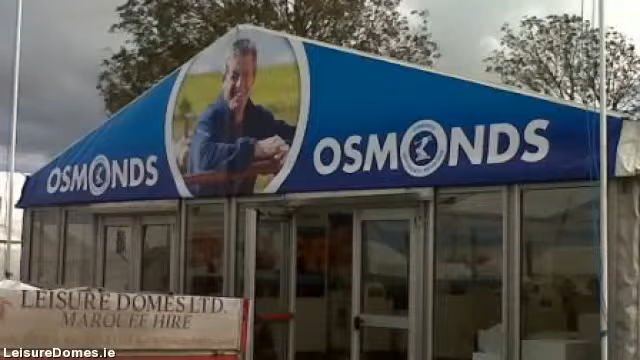 OSMONDS
OSMONDS
LEISURE DOMES LTD.
MARQUEE HIRE
LeisureDomes.ie